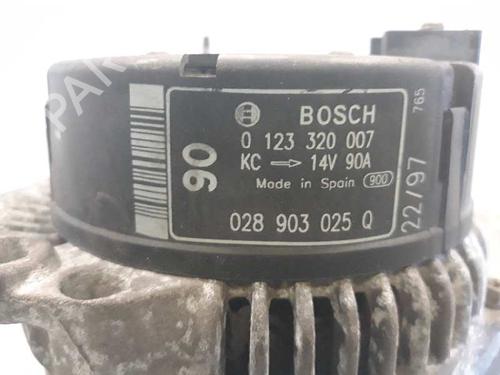 BOSCH
0 123 320 007
KC → 14V 90A
Made in Spain 900
028 903 025 Q
90
22/97
765